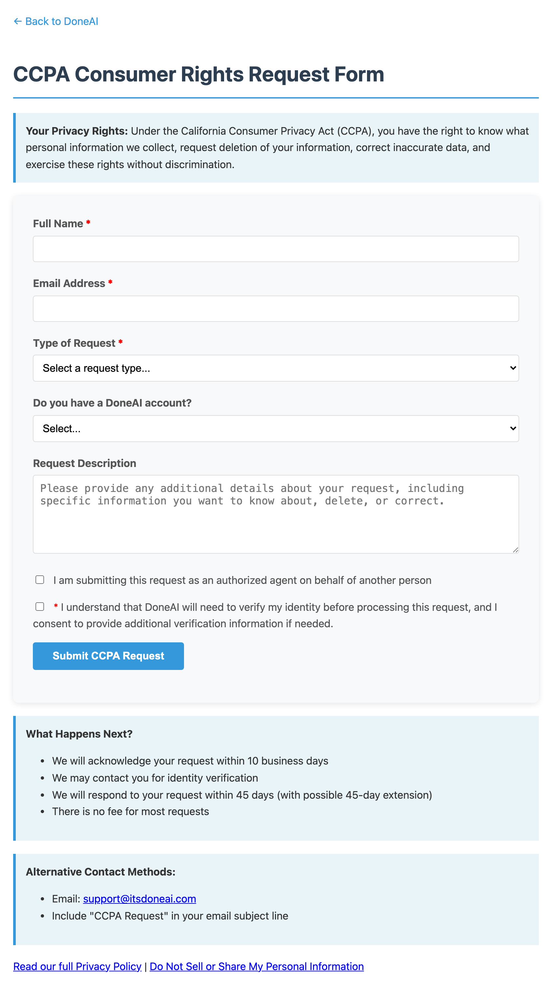 ← Back to DoneAI
CCPA Consumer Rights Request Form
Your Privacy Rights: Under the California Consumer Privacy Act (CCPA), you have the right to know what
personal information we collect, request deletion of your information, correct inaccurate data, and
exercise these rights without discrimination.
Full Name *
Email Address *
Type of Request *
Select a request type...
Do you have a DoneAI account?
Select...
Request Description
Please provide any additional details about your request, including
specific information you want to know about, delete, or correct.
I am submitting this request as an authorized agent on behalf of another person
* I understand that DoneAI will need to verify my identity before processing this request, and I
consent to provide additional verification information if needed.
Submit CCPA Request
What Happens Next?
• We will acknowledge your request within 10 business days
• We may contact you for identity verification
• We will respond to your request within 45 days (with possible 45-day extension)
• There is no fee for most requests
Alternative Contact Methods:
• Email: support@itsdoneai.com
• Include "CCPA Request" in your email subject line
Read our full Privacy Policy | Do Not Sell or Share My Personal Information